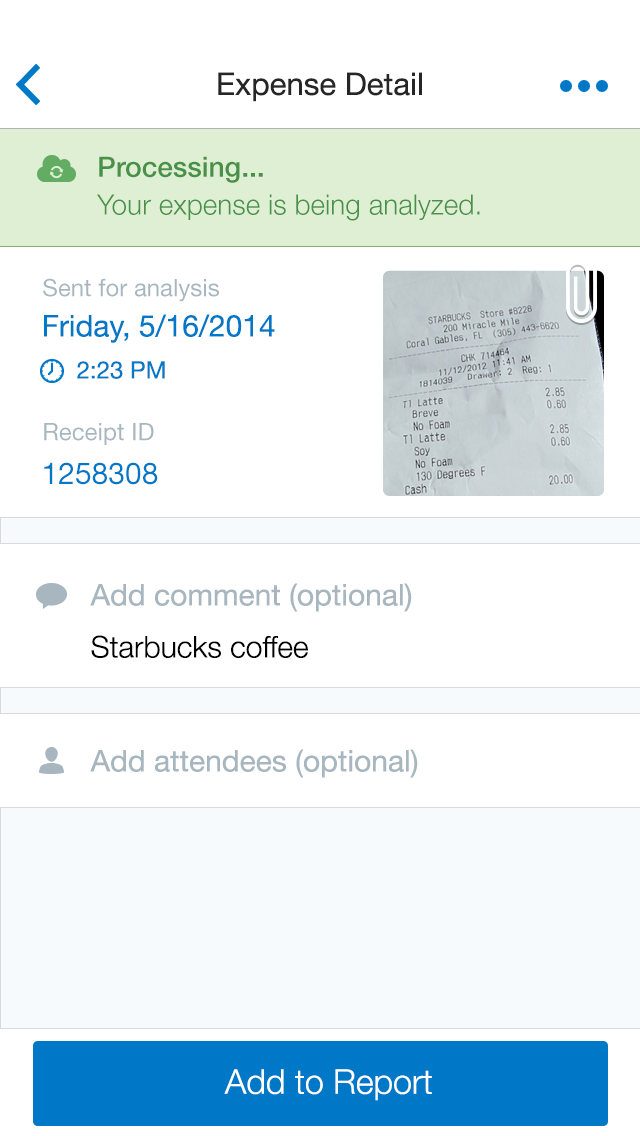 Expense Detail
Processing...
Your expense is being analyzed.
Sent for analysis
Friday, 5/16/2014
2:23 PM
Receipt ID
1258308
STARBUCKS Store #8228
200 Miracle Mile
Coral Gables, FL (305) 443-6620
CHK 714464
11/12/2012 11:41 AM
1814039 Drawer: 2 Reg: 1
T1 Latte 2.85
Breve 0.60
No Foam
T1 Latte 2.85
Soy 0.60
No Foam
130 Degrees F
Cash 20.00
Add comment (optional)
Starbucks coffee
Add attendees (optional)
Add to Report